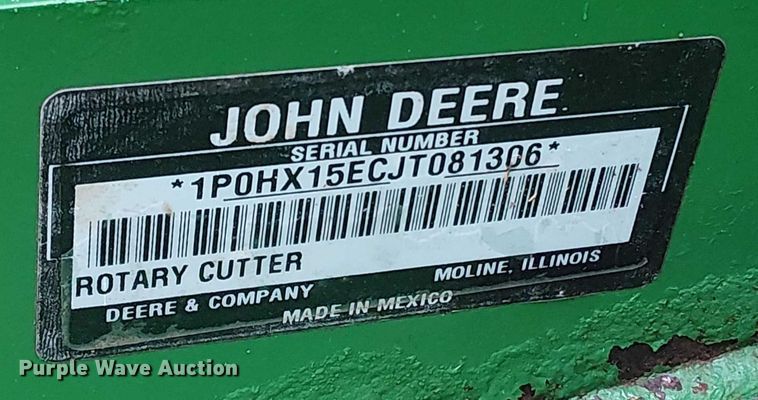 JOHN DEERE
SERIAL NUMBER
*1P0HX15ECJT081306*
ROTARY CUTTER
DEERE & COMPANY MOLINE, ILLINOIS
MADE IN MEXICO
Purple Wave Auction